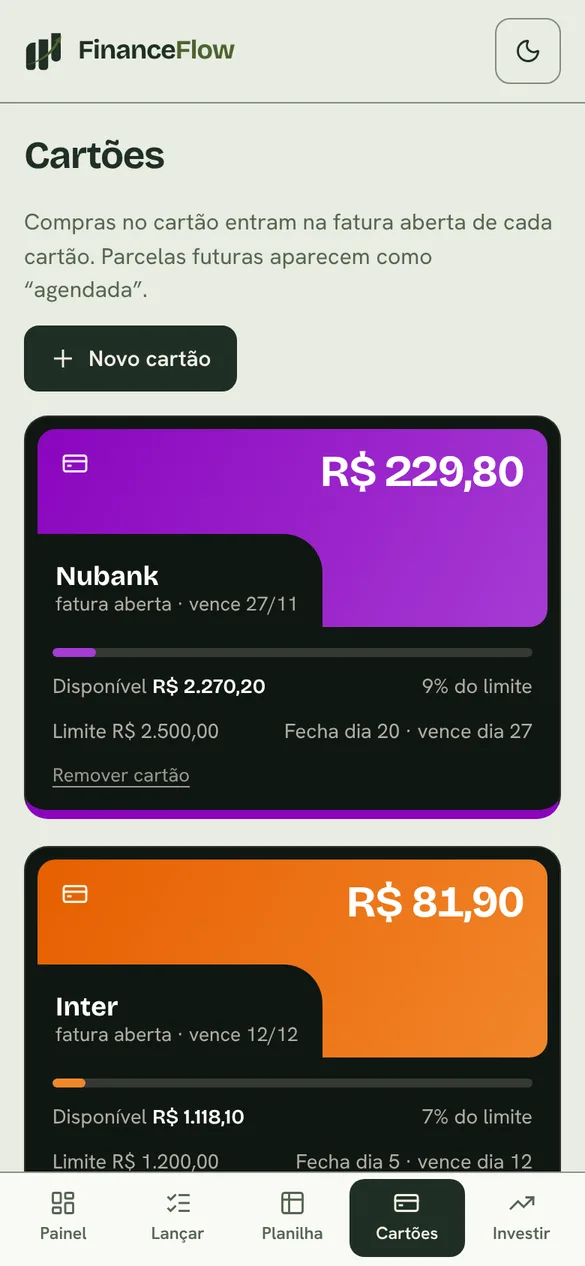 FinanceFlow
Cartões
Compras no cartão entram na fatura aberta de cada
cartão. Parcelas futuras aparecem como
“agendada”.
Novo cartão
R$ 229,80
Nubank
fatura aberta · vence 27/11
Disponível R$ 2.270,20 9% do limite
Limite R$ 2.500,00 Fecha dia 20 · vence dia 27
Remover cartão
R$ 81,90
Inter
fatura aberta · vence 12/12
Disponível R$ 1.118,10 7% do limite
Limite R$ 1.200,00 Fecha dia 5 · vence dia 12
Painel Lançar Planilha Cartões Investir